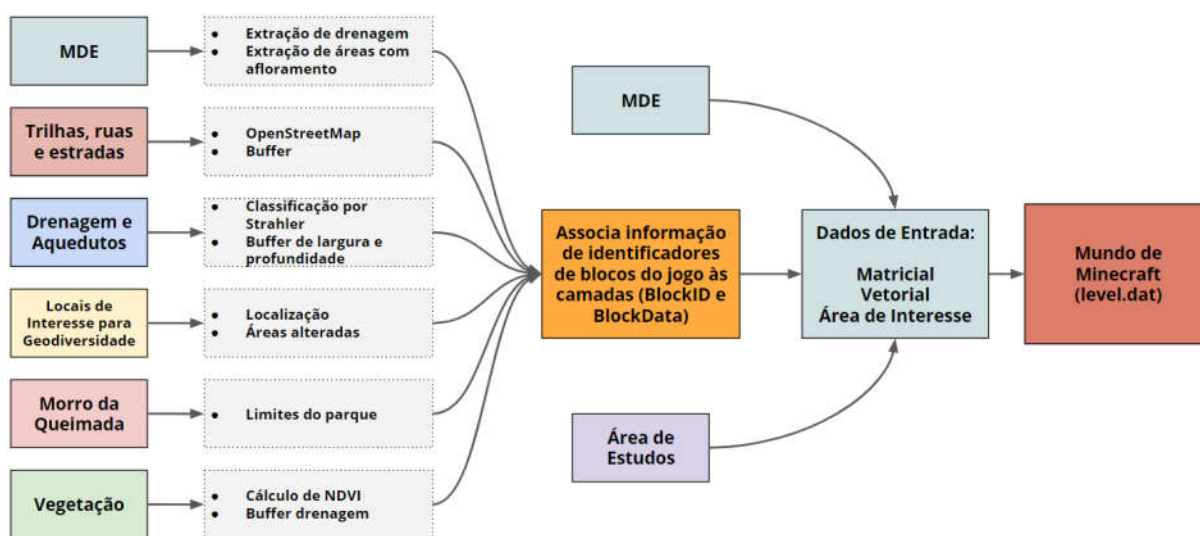 MDE
• Extração de drenagem
• Extração de áreas com
afloramento
Trilhas, ruas
e estradas
• OpenStreetMap
• Buffer
Drenagem e
Aquedutos
• Classificação por
Strahler
• Buffer de largura e
profundidade
Locais de
Interesse para
Geodiversidade
• Localização
• Áreas alteradas
Morro da
Queimada
• Limites do parque
Vegetação
• Cálculo de NDVI
• Buffer drenagem
Associa informação
de identificadores
de blocos do jogo às
camadas (BlockID e
BlockData)
MDE
Área de
Estudos
Dados de Entrada:
Matricial
Vetorial
Área de Interesse
Mundo de
Minecraft
(level.dat)